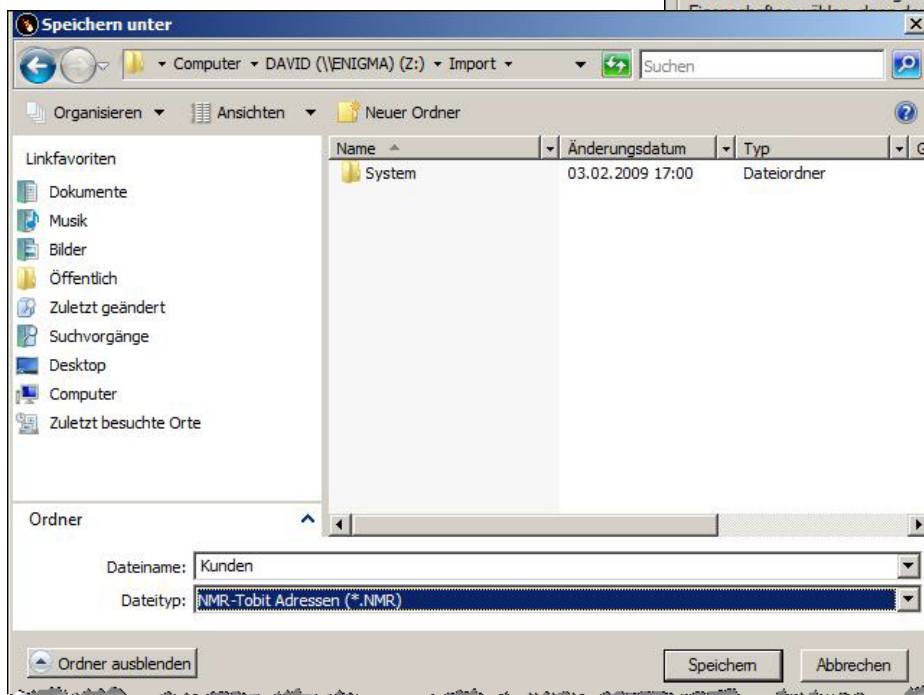 Speichern unter
Computer DAVID (\\ENIGMA) (Z:) Import
Suchen
Organisieren Ansichten Neuer Ordner
Linkfavoriten
Dokumente
Musik
Bilder
Öffentlich
Zuletzt geändert
Suchvorgänge
Desktop
Computer
Zuletzt besuchte Orte
Ordner
Name Änderungsdatum Typ G
System 03.02.2009 17:00 Dateiordner
Dateiname: Kunden
Dateityp: NMR-Tobit Adressen (*.NMR)
Ordner ausblenden
Speichern Abbrechen